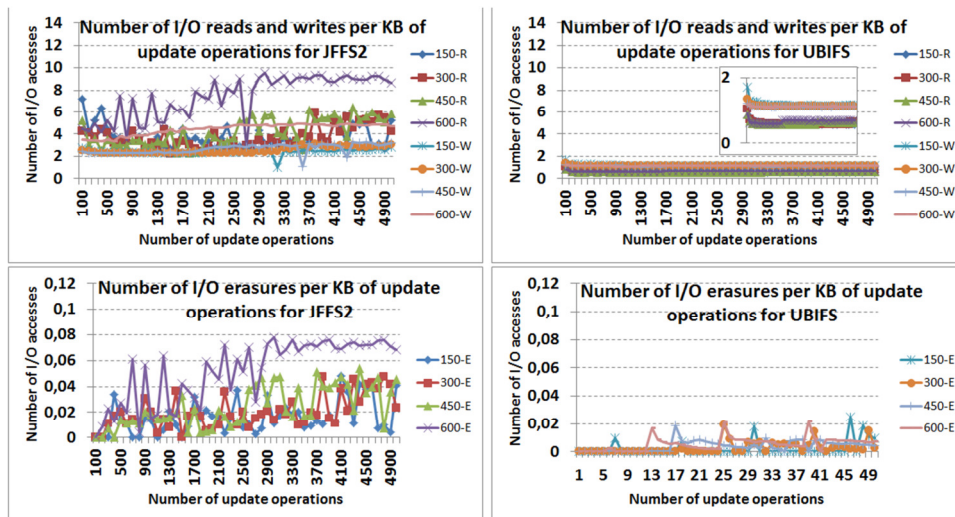 Number of I/O reads and writes per KB of
update operations for JFFS2
Number of I/O accesses
14
12
10
8
6
4
2
0
100
500
900
1300
1700
2100
2500
2900
3300
3700
4100
4500
4900
Number of update operations
150-R
300-R
450-R
600-R
150-W
300-W
450-W
600-W
Number of I/O reads and writes per KB of
update operations for UBIFS
Number of I/O accesses
14
12
10
8
6
4
2
0
2
1
0
100
500
900
1300
1700
2100
2500
2900
3300
3700
4100
4500
4900
Number of update operations
150-R
300-R
450-R
600-R
150-W
300-W
450-W
600-W
Number of I/O erasures per KB of update
operations for JFFS2
Number of I/O accesses
0,12
0,1
0,08
0,06
0,04
0,02
0
100
500
900
1300
1700
2100
2500
2900
3300
3700
4100
4500
4900
Number of update operations
150-E
300-E
450-E
600-E
Number of I/O erasures per KB of update
operations for UBIFS
Number of I/O accesses
0,12
0,1
0,08
0,06
0,04
0,02
0
1
5
9
13
17
21
25
29
33
37
41
45
49
Number of update operations
150-E
300-E
450-E
600-E